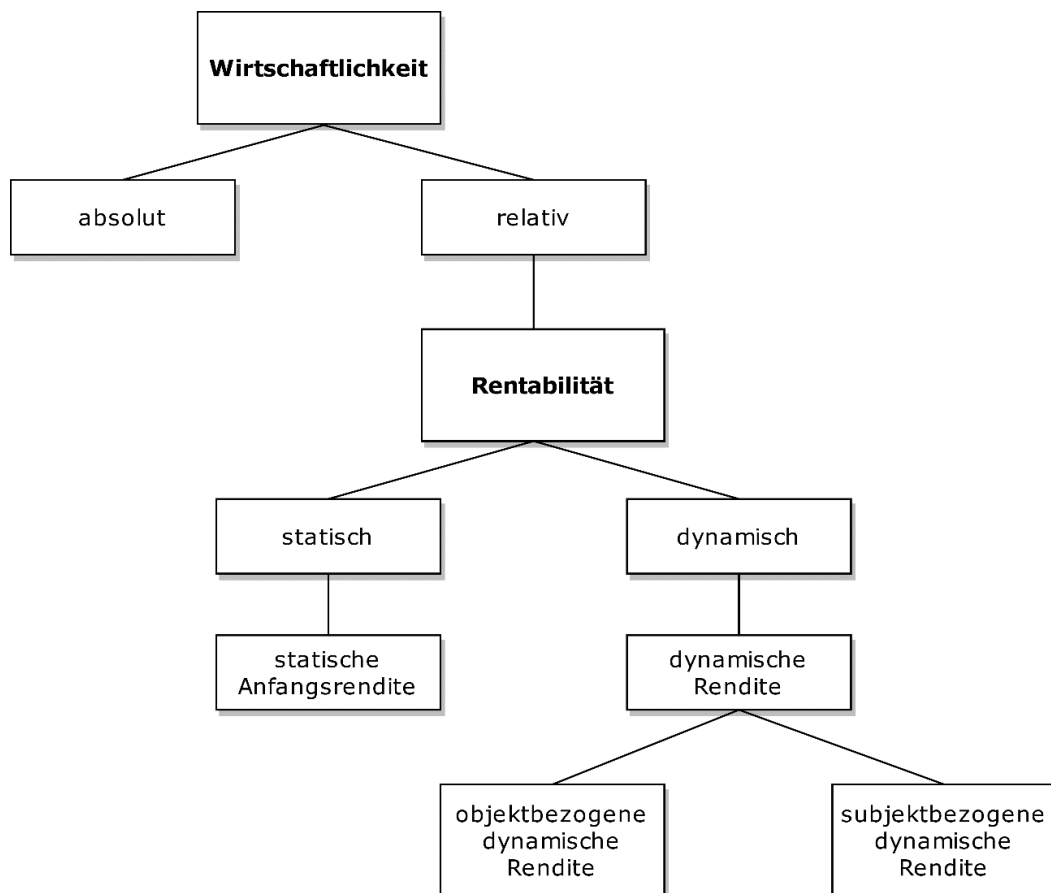 Wirtschaftlichkeit
absolut
relativ
Rentabilität
statisch
dynamisch
statische
Anfangsrendite
dynamische
Rendite
objektbezogene
dynamische
Rendite
subjektbezogene
dynamische
Rendite